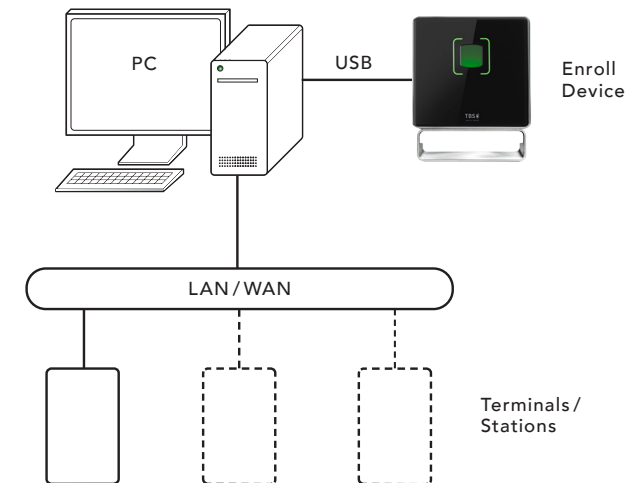 PC
USB
Enroll
Device
TBS
LAN/WAN
Terminals/
Stations